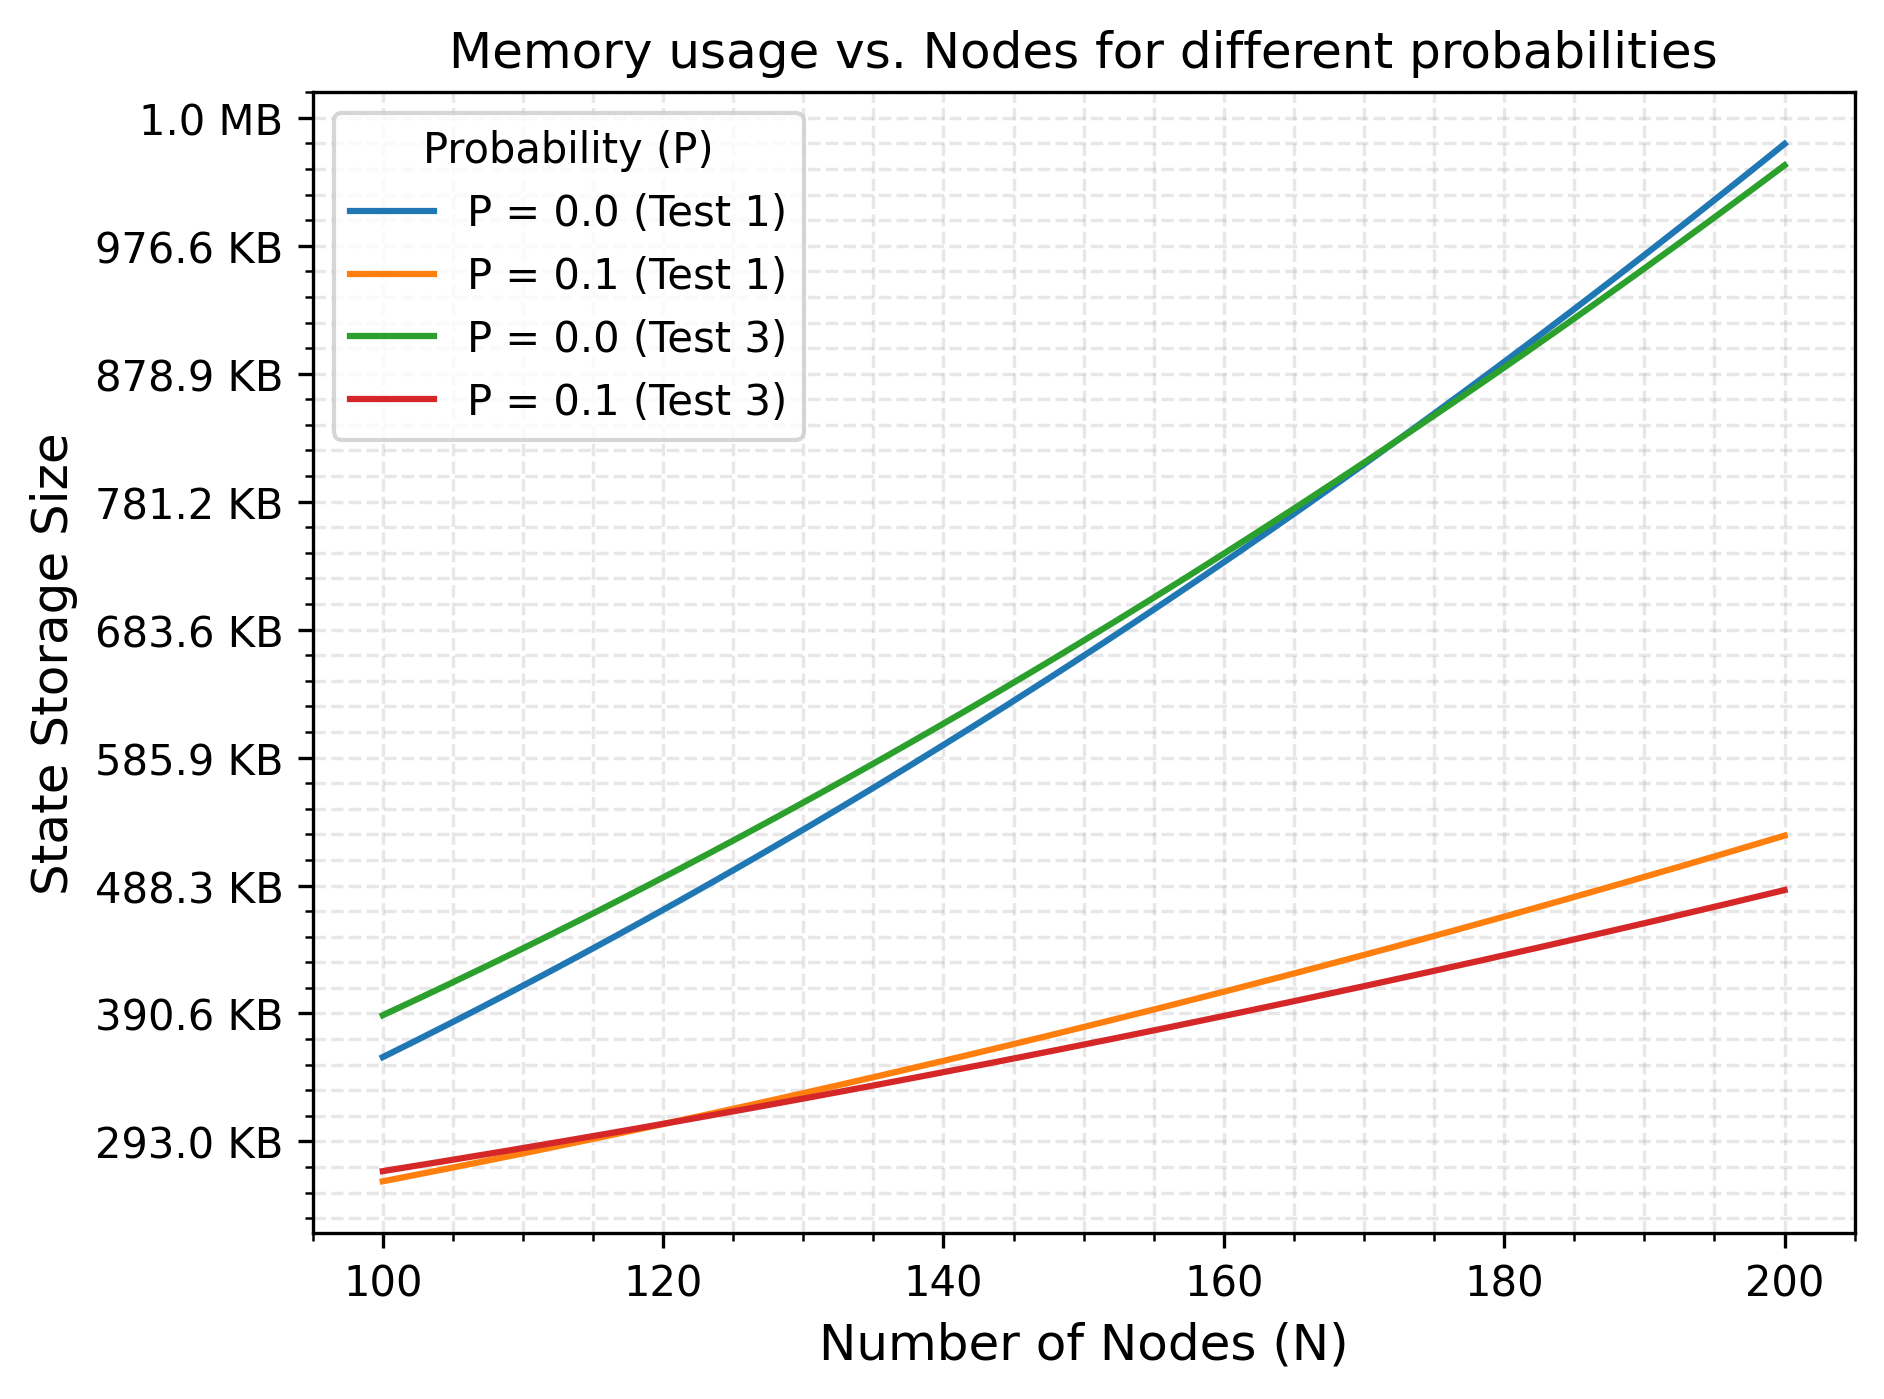 Memory usage vs. Nodes for different probabilities
1.0 MB
976.6 KB
878.9 KB
781.2 KB
683.6 KB
585.9 KB
488.3 KB
390.6 KB
293.0 KB
State Storage Size
Probability (P)
P = 0.0 (Test 1)
P = 0.1 (Test 1)
P = 0.0 (Test 3)
P = 0.1 (Test 3)
100 120 140 160 180 200
Number of Nodes (N)